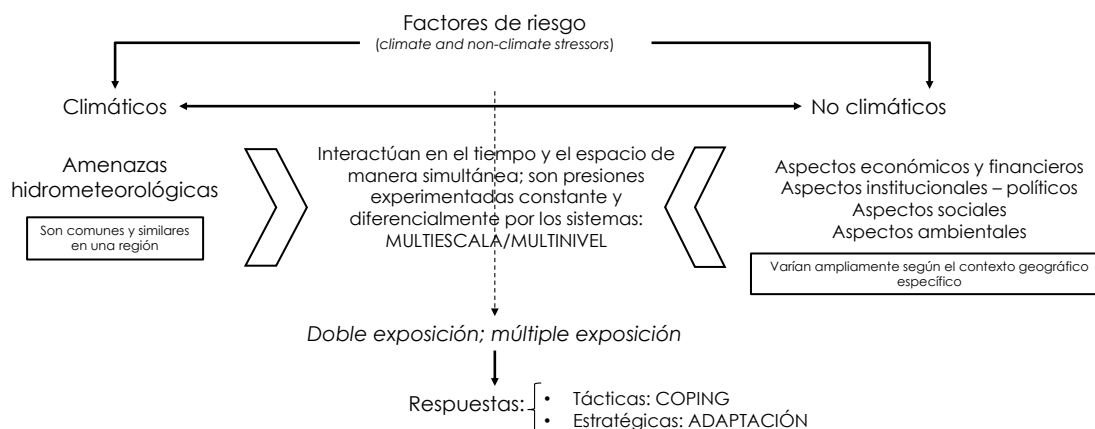 Factores de riesgo
(climate and non-climate stressors)
Climáticos
No climáticos
Amenazas
hidrometeorológicas
Son comunes y similares
en una región
Interactúan en el tiempo y el espacio de
manera simultánea; son presiones
experimentadas constante y
diferencialmente por los sistemas:
MULTIESCALA/MULTINIVEL
Aspectos económicos y financieros
Aspectos institucionales – políticos
Aspectos sociales
Aspectos ambientales
Varían ampliamente según el contexto geográfico
específico
Doble exposición; múltiple exposición
Respuestas:
• Tácticas: COPING
• Estratégicas: ADAPTACIÓN